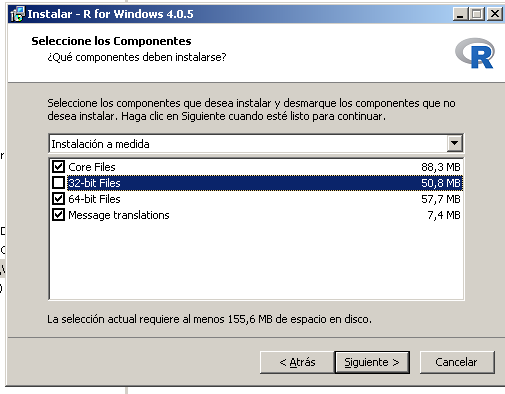 Instalar - R for Windows 4.0.5
Seleccione los Componentes
¿Qué componentes deben instalarse?
R
Seleccione los componentes que desea instalar y desmarque los componentes que no
desea instalar. Haga clic en Siguiente cuando esté listo para continuar.
Instalación a medida
Core Files 88,3 MB
32-bit Files 50,8 MB
64-bit Files 57,7 MB
Message translations 7,4 MB
La selección actual requiere al menos 155,6 MB de espacio en disco.
< Atrás Siguiente > Cancelar